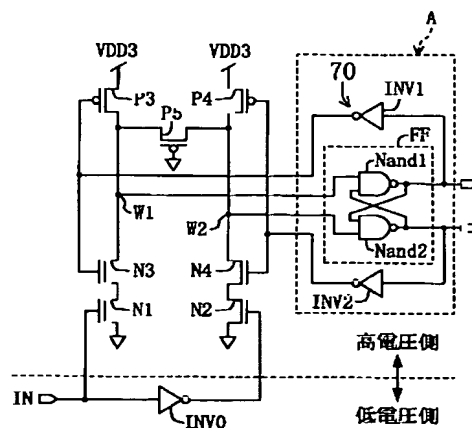 A
VDD3 VDD3
70 INV1
P3 P4
P5
FF
Nand1
W1
W2
Nand2
N3 N4
N1 N2
INV2
高電圧側
IN
INV0
低電圧側